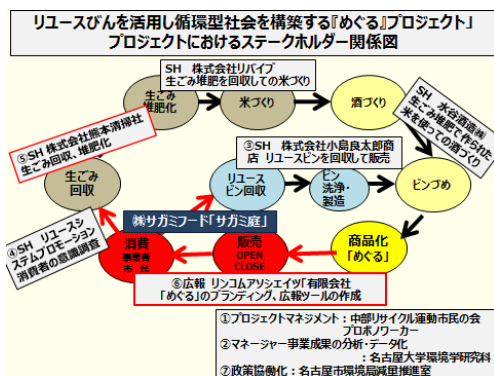 リユースびんを活用し循環型社会を構築する『めぐる』プロジェクト」
プロジェクトにおけるステークホルダー関係図
SH 株式会社リバイブ
生ごみ堆肥を回収しての米づくり
生ごみ
堆肥化
米づくり
酒づくり
SH 水谷酒造㈱
生ごみ堆肥で作られた
米を使っての酒づくり
⑤SH 株式会社熊本清掃社
生ごみ回収、堆肥化
③SH 株式会社小島良太郎商
店 リユースビンを回収して販売
生ごみ
回収
リユース
ビン回収
ビン
洗浄・
製造
ビンづめ
㈱サガミフード「サガミ庭」
④SH リユースシ
ステムプロモーション
消費者の意識調査
消費
事業者
市 民
販売
OPEN
CLOSE
商品化
「めぐる」
⑥広報 リンコムアソシエイツ「有限会社
「めぐる」のブランディング、広報ツールの作成
①プロジェクトマネジメント:中部リサイクル運動市民の会
プロボノワーカー
②マネージャー事業成果の分析・データ化
:名古屋大学環境学研究科
⑦政策協働化:名古屋市環境局減量推進室